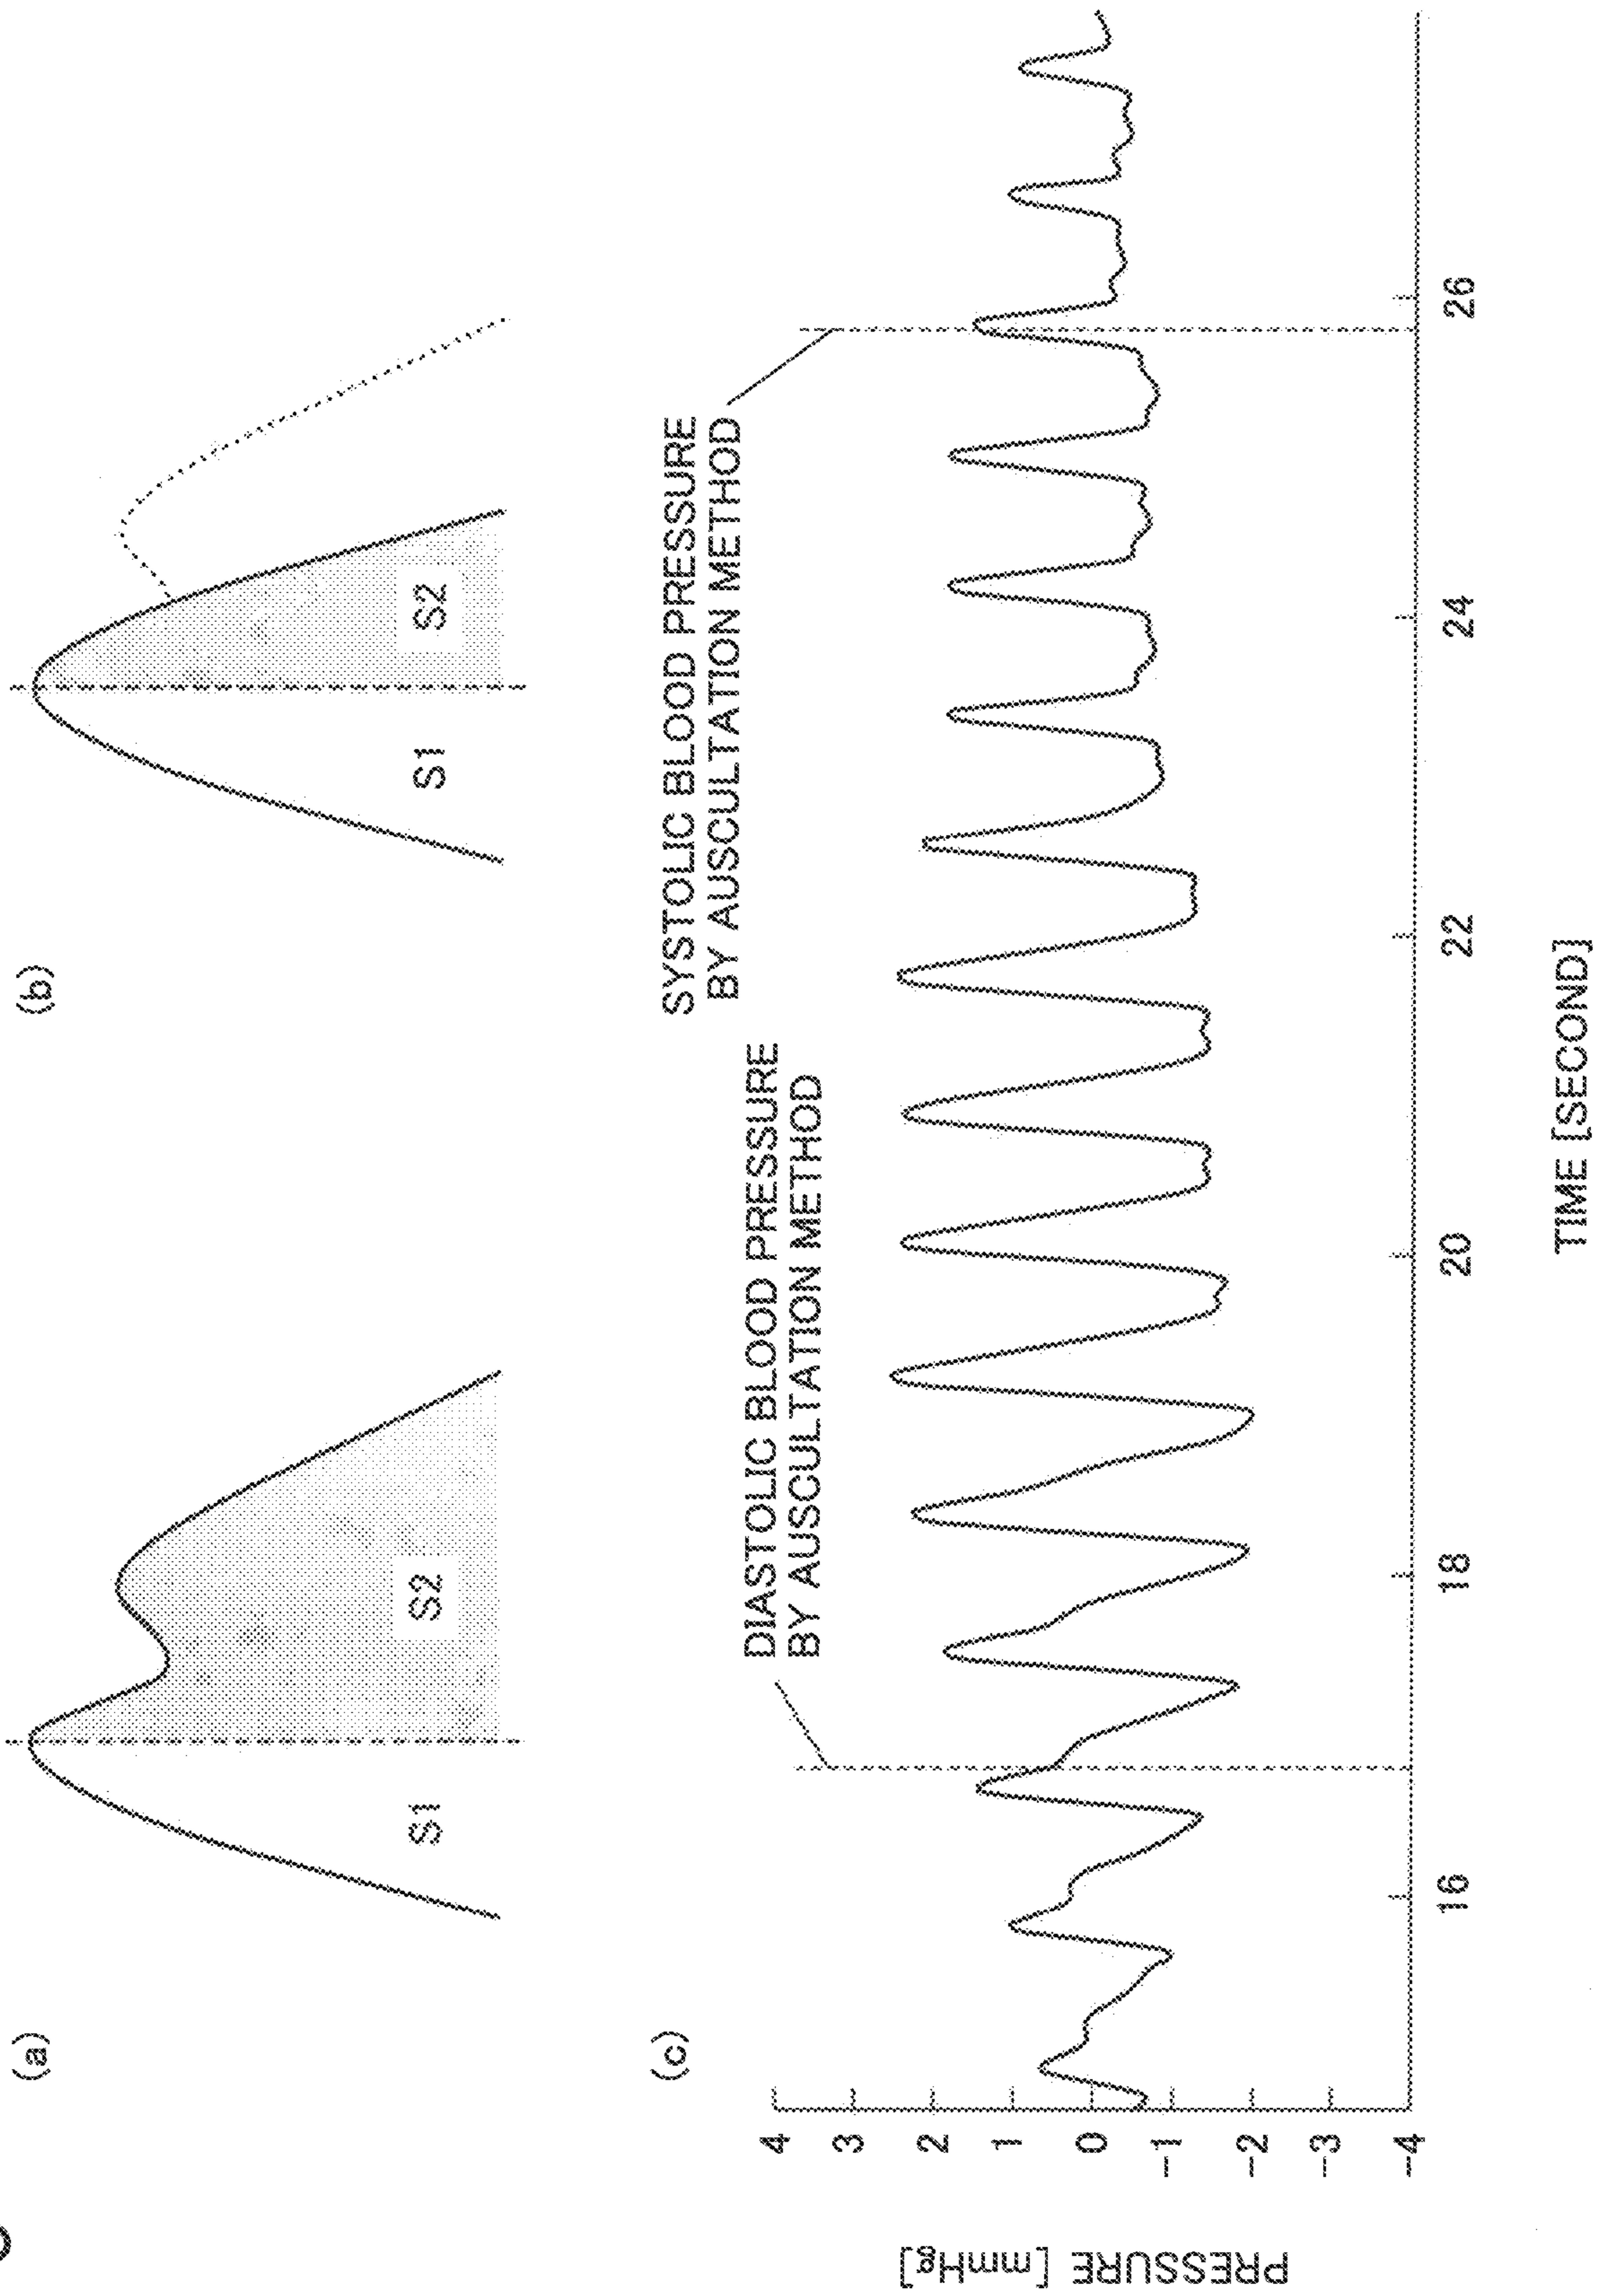 (a)
S1
S2
(b)
S1
S2
(c)
DIASTOLIC BLOOD PRESSURE
BY AUSCULTATION METHOD
SYSTOLIC BLOOD PRESSURE
BY AUSCULTATION METHOD
PRESSURE [mmHg]
4
3
2
1
0
-1
-2
-3
-4
16
18
20
22
24
26
TIME [SECOND]